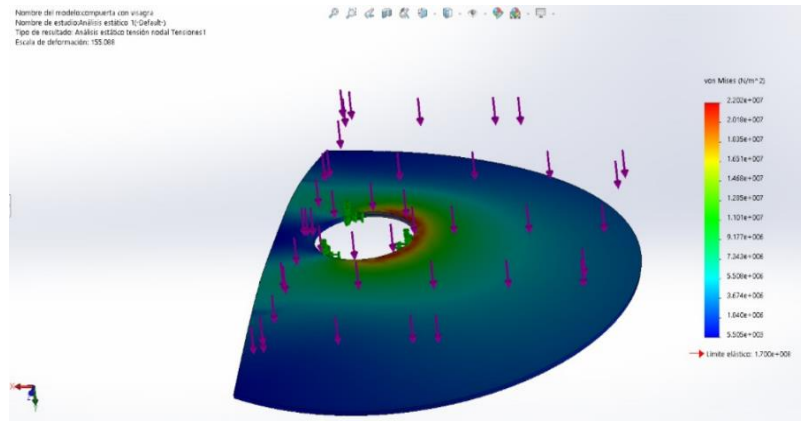 Nombre del modelo:compuerta con visagra
Nombre de estudio:Análisis estático 1(-Default-)
Tipo de resultado: Análisis estático tensión nodal Tensiones1
Escala de deformación: 155.088
von Mises (N/m^2)
2.202e+007
2.018e+007
1.835e+007
1.651e+007
1.468e+007
1.285e+007
1.101e+007
9.177e+006
7.343e+006
5.508e+006
3.674e+006
1.840e+006
5.505e+003
Límite elástico: 1.700e+008